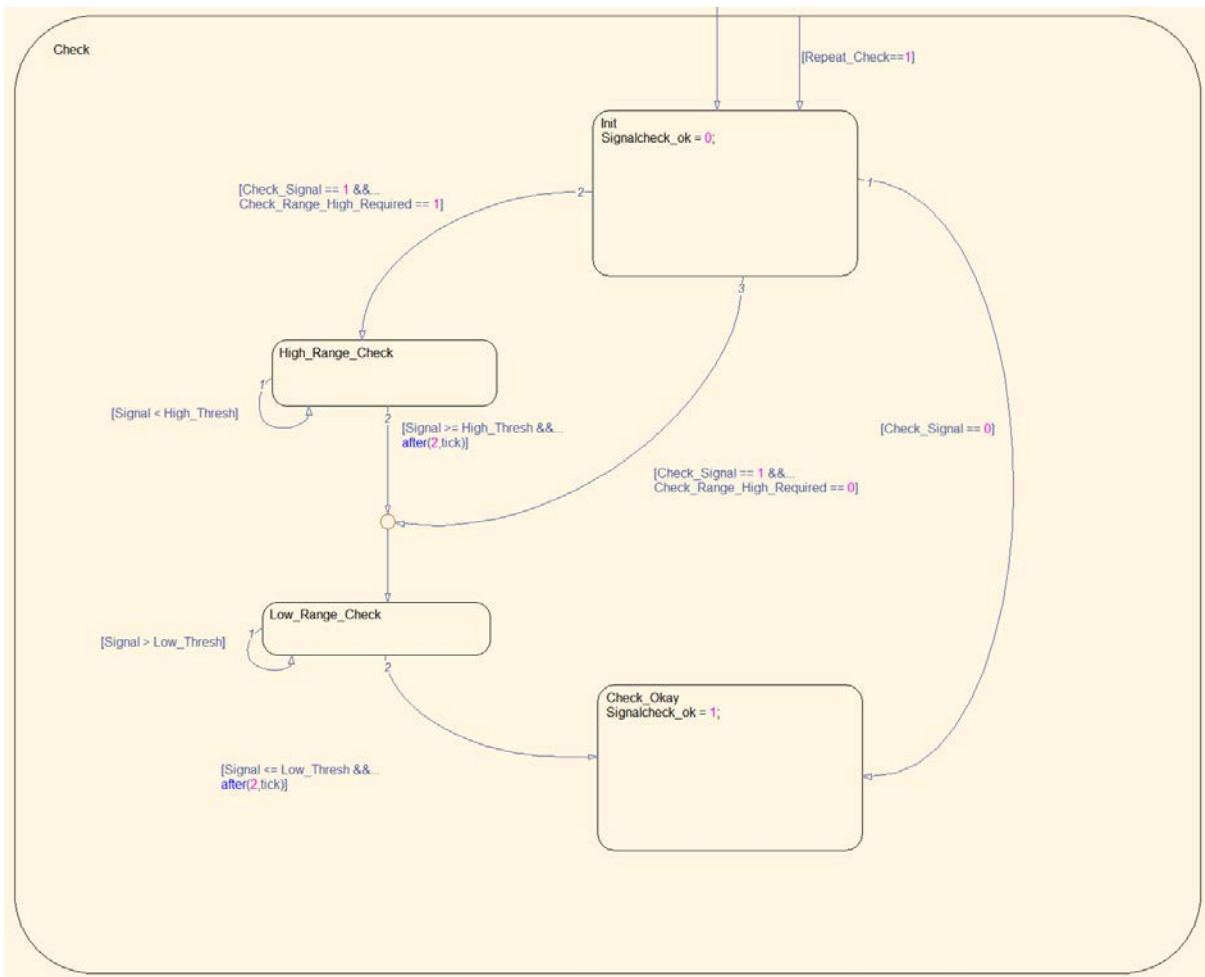 Check
[Repeat_Check==1]
Init
Signalcheck_ok = 0;
1
2
[Check_Signal == 1 &&...
Check_Range_High_Required == 1]
3
High_Range_Check
1
[Signal < High_Thresh]
2
[Signal >= High_Thresh &&...
after(2,tick)]
[Check_Signal == 0]
[Check_Signal == 1 &&...
Check_Range_High_Required == 0]
Low_Range_Check
1
[Signal > Low_Thresh]
2
Check_Okay
Signalcheck_ok = 1;
[Signal <= Low_Thresh &&...
after(2,tick)]